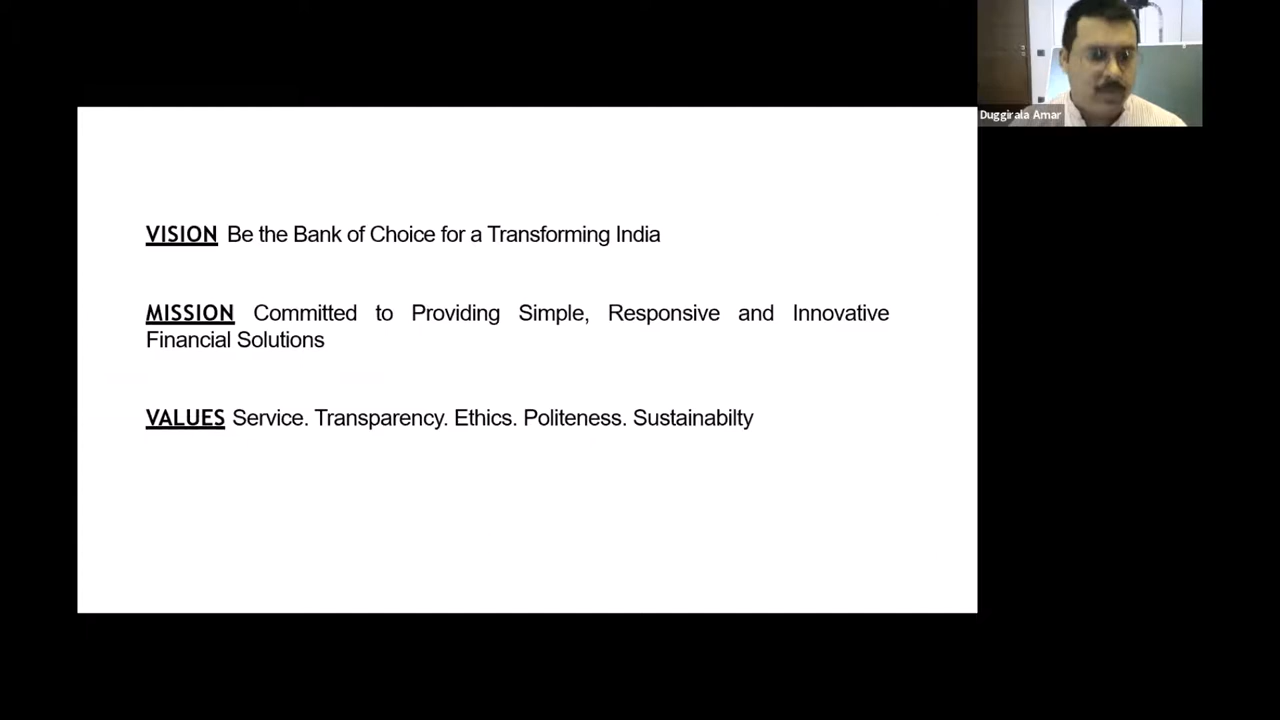 Duggirala Amar
VISION Be the Bank of Choice for a Transforming India
MISSION Committed to Providing Simple, Responsive and Innovative
Financial Solutions
VALUES Service. Transparency. Ethics. Politeness. Sustainabilty